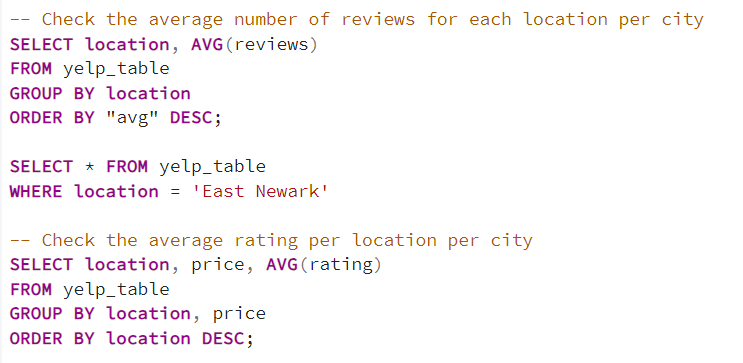 -- Check the average number of reviews for each location per city
SELECT location, AVG(reviews)
FROM yelp_table
GROUP BY location
ORDER BY "avg" DESC;
SELECT * FROM yelp_table
WHERE location = 'East Newark'
-- Check the average rating per location per city
SELECT location, price, AVG(rating)
FROM yelp_table
GROUP BY location, price
ORDER BY location DESC;